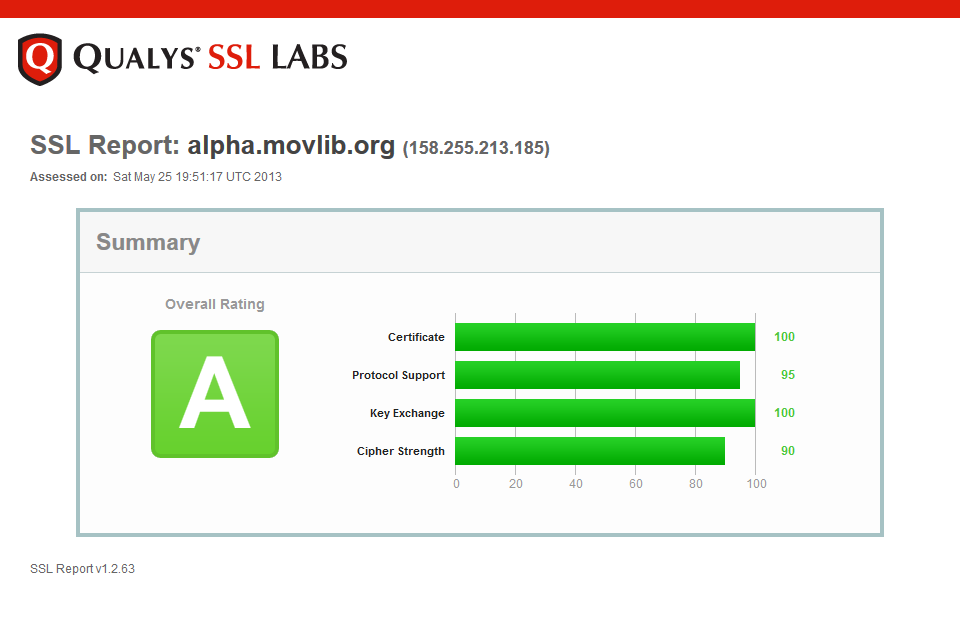 QUALYS® SSL LABS
SSL Report: alpha.movlib.org (158.255.213.185)
Assessed on: Sat May 25 19:51:17 UTC 2013
Summary
Overall Rating
A
Certificate 100
Protocol Support 95
Key Exchange 100
Cipher Strength 90
0 20 40 60 80 100
SSL Report v1.2.63